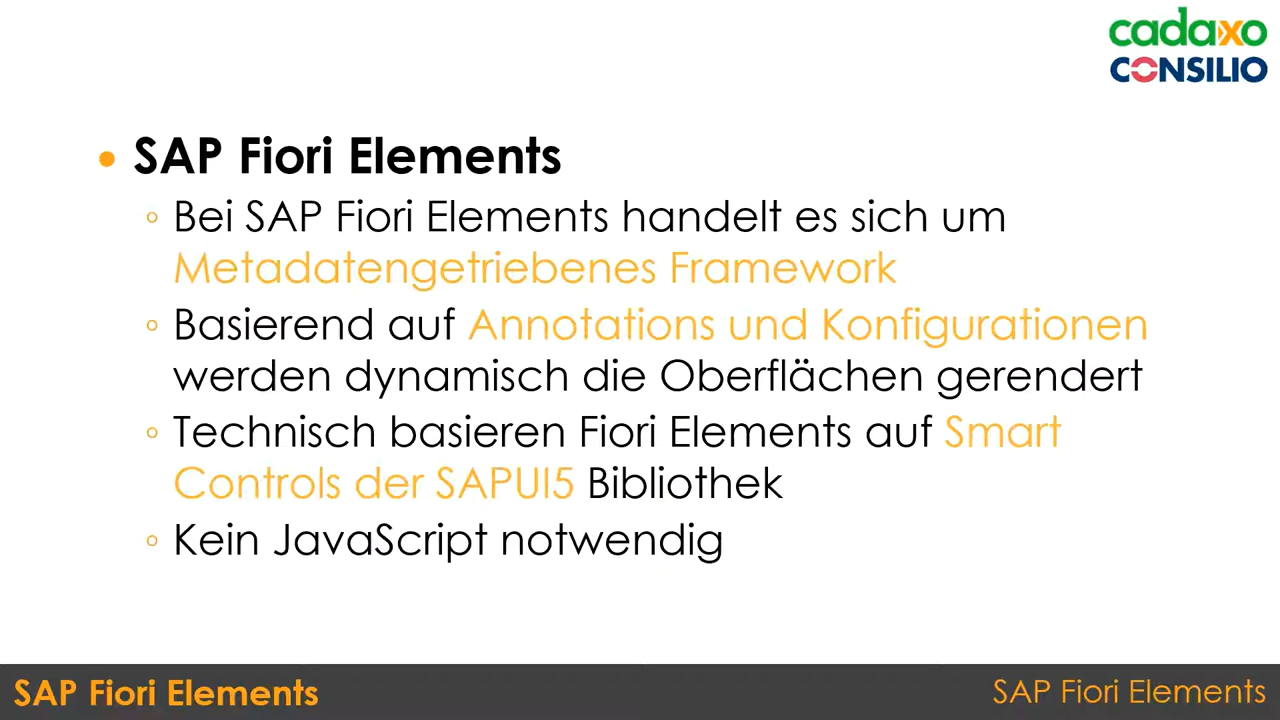 cadaxo
CONSILIO
• SAP Fiori Elements
◦ Bei SAP Fiori Elements handelt es sich um
Metadatengetriebenes Framework
◦ Basierend auf Annotations und Konfigurationen
werden dynamisch die Oberflächen gerendert
◦ Technisch basieren Fiori Elements auf Smart
Controls der SAPUI5 Bibliothek
◦ Kein JavaScript notwendig
SAP Fiori Elements
SAP Fiori Elements